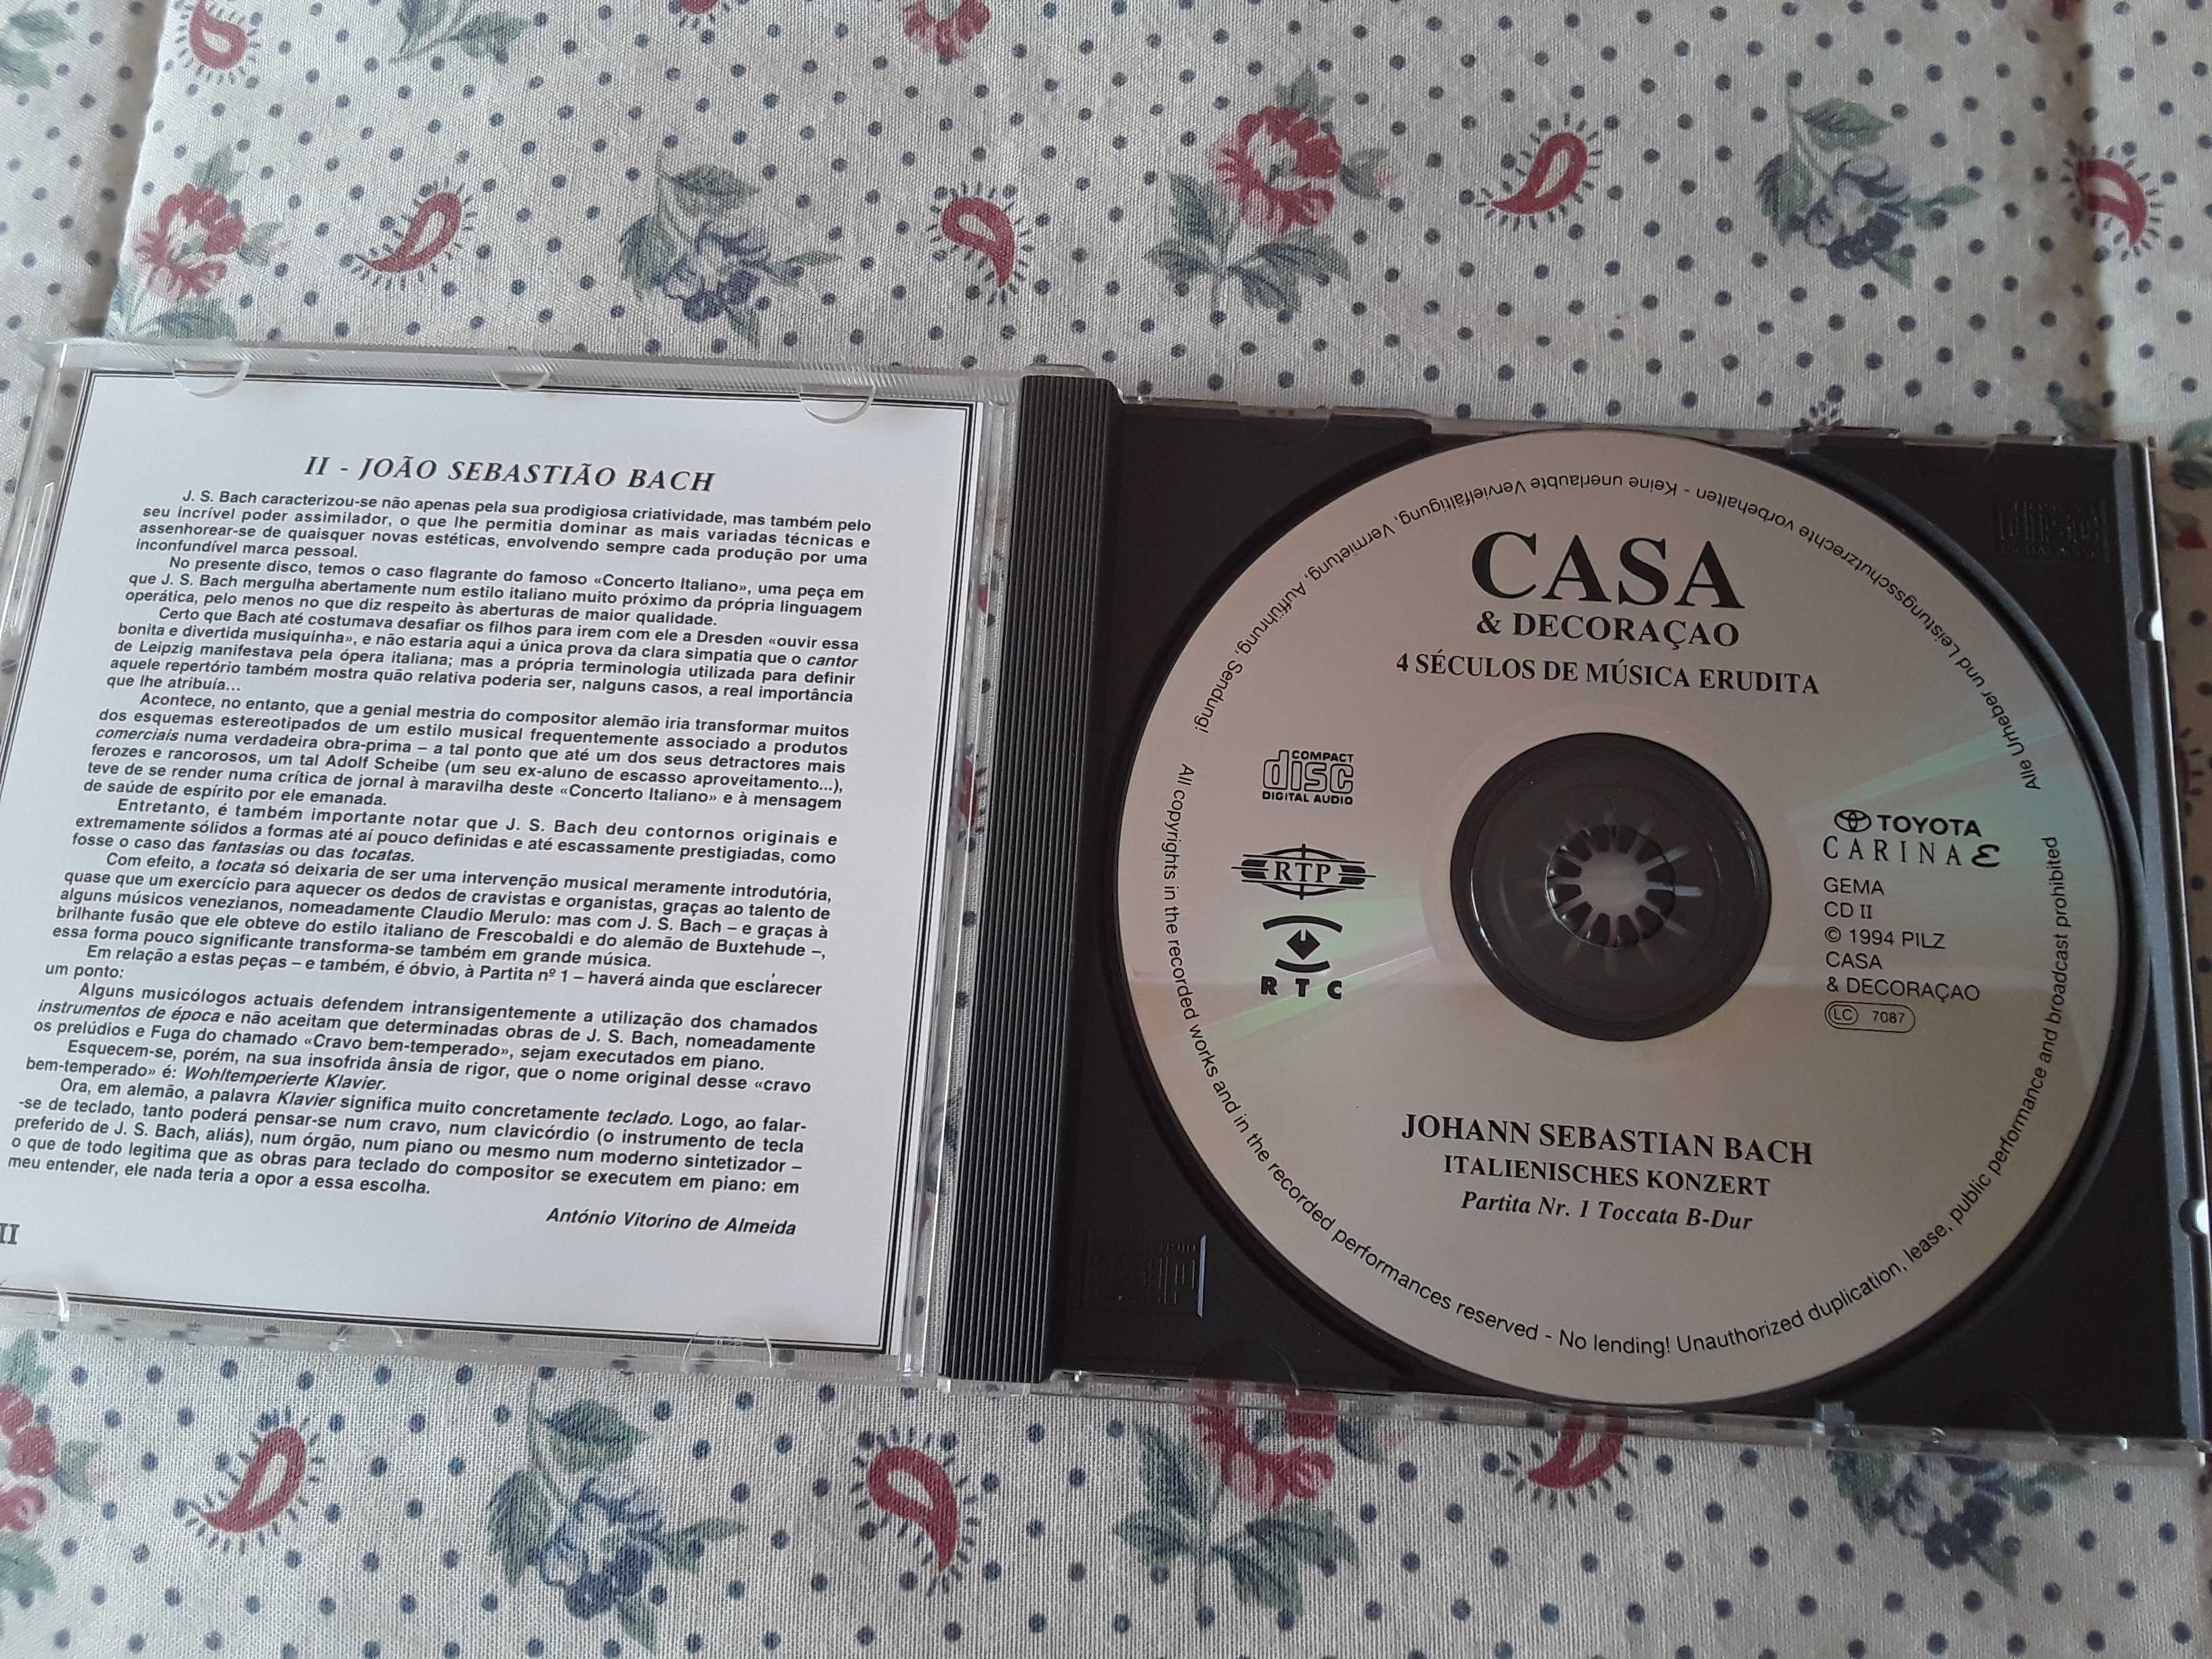 II - JOÃO SEBASTIÃO BACH
J. S. Bach caracterizou-se não apenas pela sua prodigiosa criatividade, mas também pelo
seu incrível poder assimilador, o que lhe permitia dominar as mais variadas técnicas e
assenhorear-se de quaisquer novas estéticas, envolvendo sempre cada produção por uma
inconfundível marca pessoal.
No presente disco, temos o caso flagrante do famoso «Concerto Italiano», uma peça em
que J. S. Bach mergulha abertamente num estilo italiano muito próximo da própria linguagem
operática, pelo menos no que diz respeito às aberturas de maior qualidade.
Certo que Bach até costumava desafiar os filhos para irem com ele a Dresden «ouvir essa
bonita e divertida musiquinha», e não estaria aqui a única prova da clara simpatia que o cantor
de Leipzig manifestava pela ópera italiana; mas a própria terminologia utilizada para definir
aquele repertório também mostra quão relativa poderia ser, nalguns casos, a real importância
que lhe atribuía...
Acontece, no entanto, que a genial mestria do compositor alemão iria transformar muitos
dos esquemas estereotipados de um estilo musical frequentemente associado a produtos
comerciais numa verdadeira obra-prima – a tal ponto que até um dos seus detractores mais
ferozes e rancorosos, um tal Adolf Scheibe (um seu ex-aluno de escasso aproveitamento...),
teve de se render numa crítica de jornal à maravilha deste «Concerto Italiano» e à mensagem
de saúde de espírito por ele emanada.
Entretanto, é também importante notar que J. S. Bach deu contornos originais e
extremamente sólidos a formas até aí pouco definidas e até escassamente prestigiadas, como
fosse o caso das fantasias ou das tocatas.
Com efeito, a tocata só deixaria de ser uma intervenção musical meramente introdutória,
quase que um exercício para aquecer os dedos de cravistas e organistas, graças ao talento de
alguns músicos venezianos, nomeadamente Claudio Merulo: mas com J. S. Bach – e graças à
brilhante fusão que ele obteve do estilo italiano de Frescobaldi e do alemão de Buxtehude –,
essa forma pouco significante transforma-se também em grande música.
Em relação a estas peças – e também, é óbvio, à Partita nº 1 – haverá ainda que esclarecer
um ponto:
Alguns musicólogos actuais defendem intransigentemente a utilização dos chamados
instrumentos de época e não aceitam que determinadas obras de J. S. Bach, nomeadamente
os prelúdios e Fuga do chamado «Cravo bem-temperado», sejam executados em piano.
Esquecem-se, porém, na sua insofrida ânsia de rigor, que o nome original desse «cravo
bem-temperado» é: Wohltemperierte Klavier.
Ora, em alemão, a palavra Klavier significa muito concretamente teclado. Logo, ao falar-
-se de teclado, tanto poderá pensar-se num cravo, num clavicórdio (o instrumento de tecla
preferido de J. S. Bach, aliás), num órgão, num piano ou mesmo num moderno sintetizador –
o que de todo legitima que as obras para teclado do compositor se executem em piano: em
meu entender, ele nada teria a opor a essa escolha.
António Vitorino de Almeida
II
CASA
& DECORAÇAO
4 SÉCULOS DE MÚSICA ERUDITA
COMPACT
disc
DIGITAL AUDIO
RTP
RTC
TOYOTA
CARINA E
GEMA
CD II
© 1994 PILZ
CASA
& DECORAÇAO
LC 7087
JOHANN SEBASTIAN BACH
ITALIENISCHES KONZERT
Partita Nr. 1 Toccata B-Dur
Alle Urheber und Leistungsschutzrechte vorbehalten - Keine unerlaubte Vervielfältigung, Vermietung, Aufführung, Sendung!
All copyrights in the recorded works and in the recorded performances reserved - No lending! Unauthorized duplication, lease, public performance and broadcast prohibited